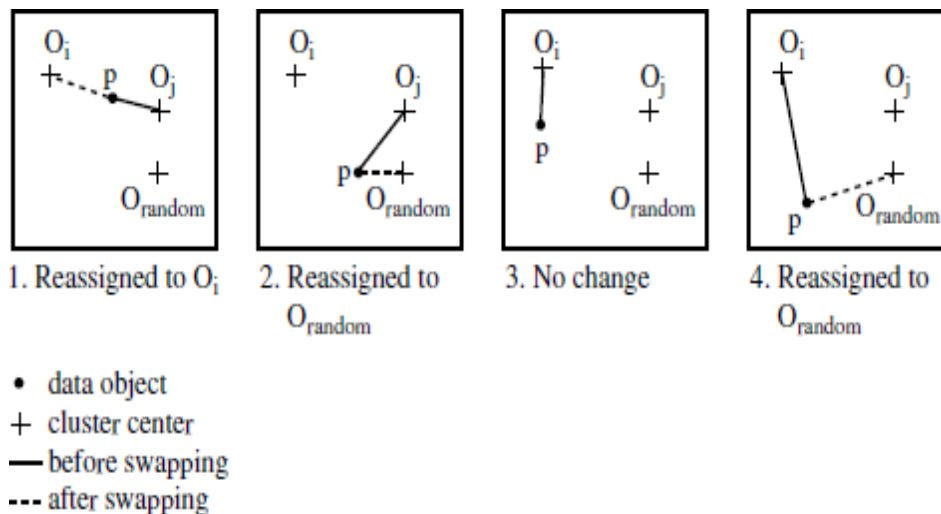 O_i
p
O_j
O_random
1. Reassigned to O_i
O_i
O_j
p
O_random
2. Reassigned to
O_random
O_i
O_j
p
O_random
3. No change
O_i
O_j
p
O_random
4. Reassigned to
O_random
data object
cluster center
before swapping
after swapping